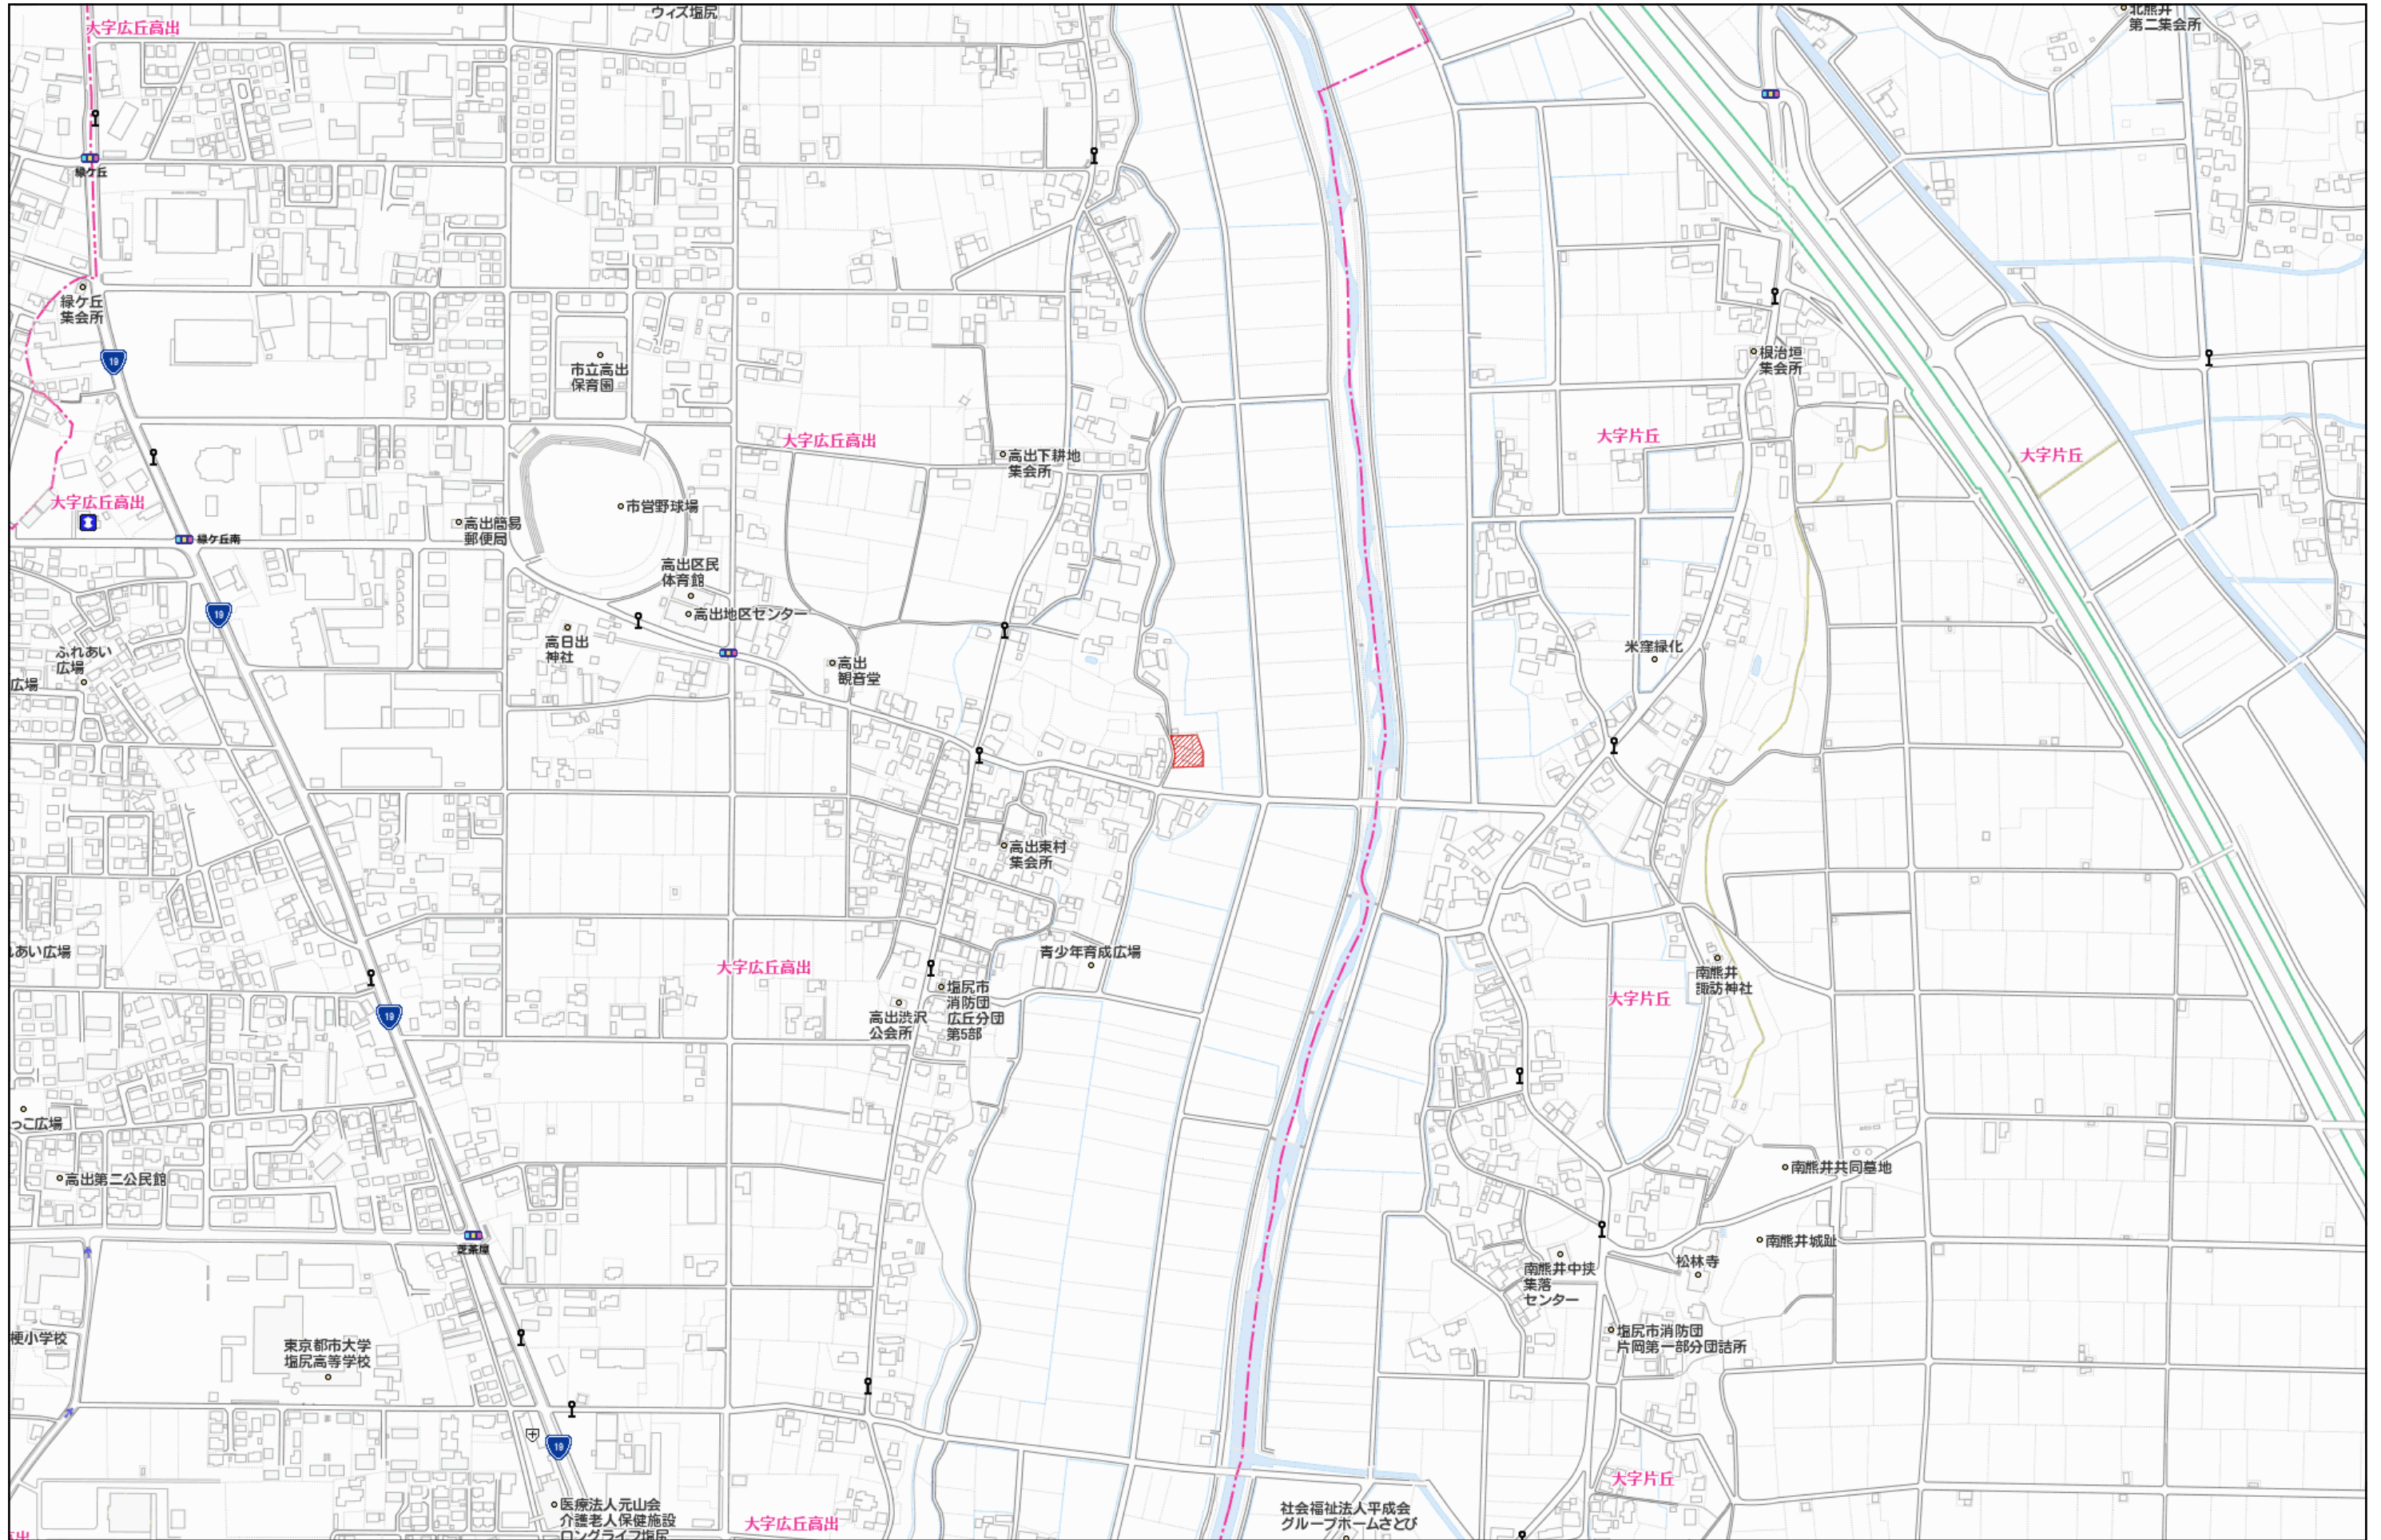 ウィズ塩尻
北熊井
第二集会所
大字広丘高出
緑ケ丘
緑ケ丘
集会所
19
市立高出
保育園
根治垣
集会所
大字広丘高出
高出下耕地
集会所
大字片丘
大字片丘
大字広丘高出
市営野球場
高出簡易
郵便局
緑ケ丘南
高出区民
体育館
高出地区センター
19
高日出
神社
ふれあい
広場
広場
高出
観音堂
米窪緑化
高出東村
集会所
あい広場
大字広丘高出
青少年育成広場
塩尻市
消防団
広丘分団
第5部
高出渋沢
公会所
19
南熊井
諏訪神社
大字片丘
っこ広場
高出第二公民館
南熊井共同墓地
芝茶屋
南熊井城趾
松林寺
南熊井中挟
集落
センター
梗小学校
東京都市大学
塩尻高等学校
塩尻市消防団
片岡第一部分団詰所
19
大字片丘
医療法人元山会
介護老人保健施設
ロングライフ塩尻
大字広丘高出
社会福祉法人平成会
グループホームさとび
出